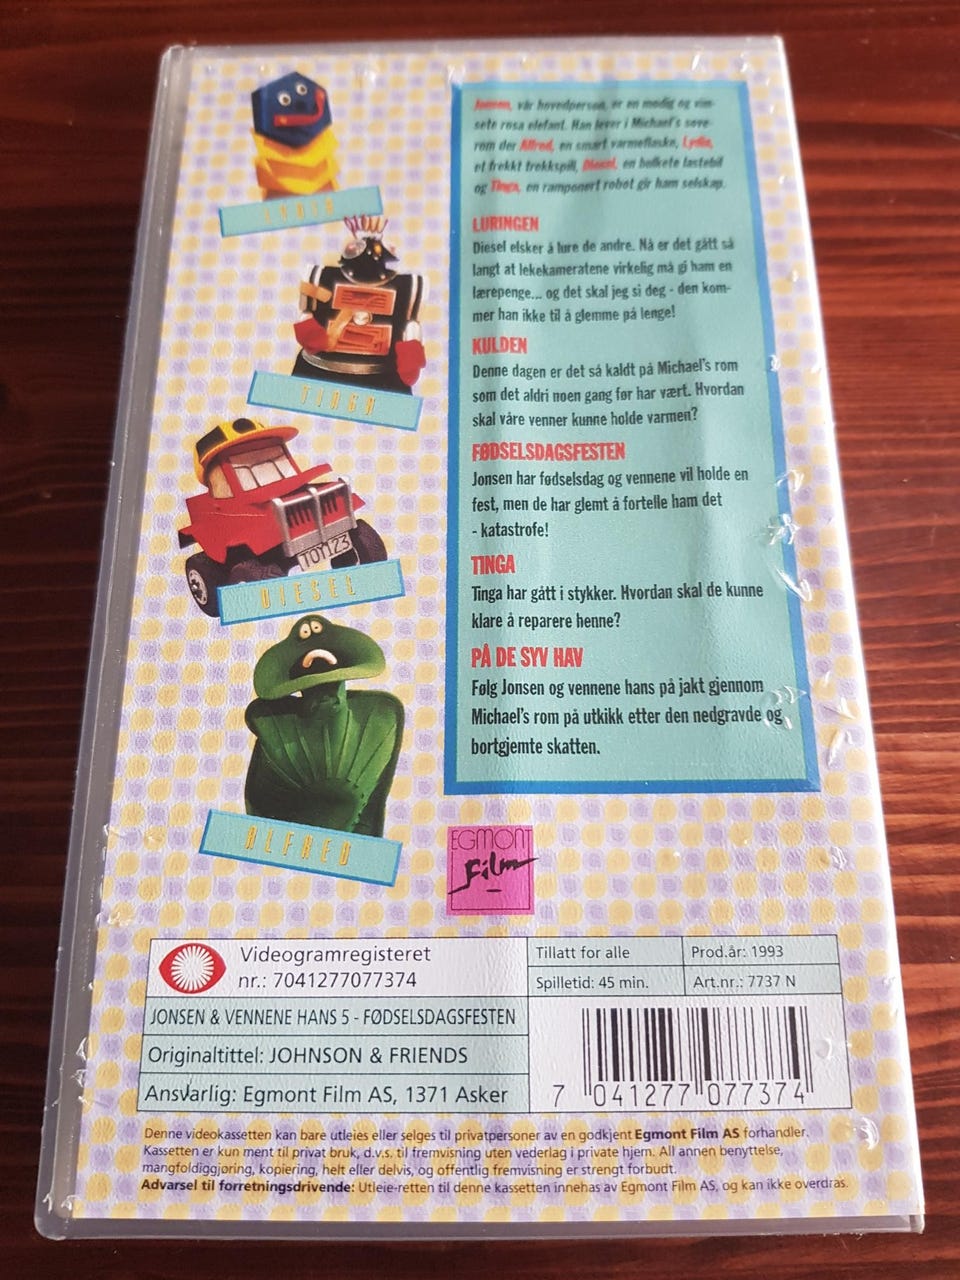 Jonsen, vår hovedperson, er en modig og vim-
sete rosa elefant. Han lever i Michael's sove-
rom der Alfred, en smart varmeflaske, Lydia,
et frekt trekkspill, Diesel, en lastebil
og Tinga, en ramponert robot gir ham selskap.
LURINGEN
Diesel elsker å lure de andre. Nå er det gått så
langt at lekekameratene virkelig må gi ham en
lærepenge... og det skal jeg si deg - den kom-
mer han ikke til å glemme på lenge!
KULDEN
Denne dagen er det så kaldt på Michael's rom
som det aldri noen gang før har vært. Hvordan
skal våre venner kunne holde varmen?
FØDSELSDAGSFESTEN
Jonsen har fødselsdag og vennene vil holde en
fest, men de har glemt å fortelle ham det
- katastrofe!
TINGA
Tinga har gått i stykker. Hvordan skal de kunne
klare å reparere henne?
PÅ DE SYV HAV
Følg Jonsen og vennene hans på jakt gjennom
Michael's rom på utkikk etter den nedgravde og
bortgjemte skatten.
LYDIA
TINGA
TOY123
DIESEL
ALFRED
EGMONT
Film
Videogramregisteret
nr.: 7041277077374
Tillatt for alle
Prod.år: 1993
Spilletid: 45 min.
Art.nr.: 7737 N
JONSEN & VENNENE HANS 5 - FØDSELSDAGSFESTEN
Originaltittel: JOHNSON & FRIENDS
Ansvarlig: Egmont Film AS, 1371 Asker
7 041277 077374
Denne videokassetten kan bare utleies eller selges til privatpersoner av en godkjent Egmont Film AS forhandler.
Kassetten er kun ment til privat bruk, d.v.s. til fremvisning uten vederlag i private hjem. All annen benyttelse,
mangfoldiggjøring, kopiering, helt eller delvis, og offentlig fremvisning er strengt forbudt.
Advarsel til forretningsdrivende: Utleie-retten til denne kassetten innehas av Egmont Film AS, og kan ikke overdras.